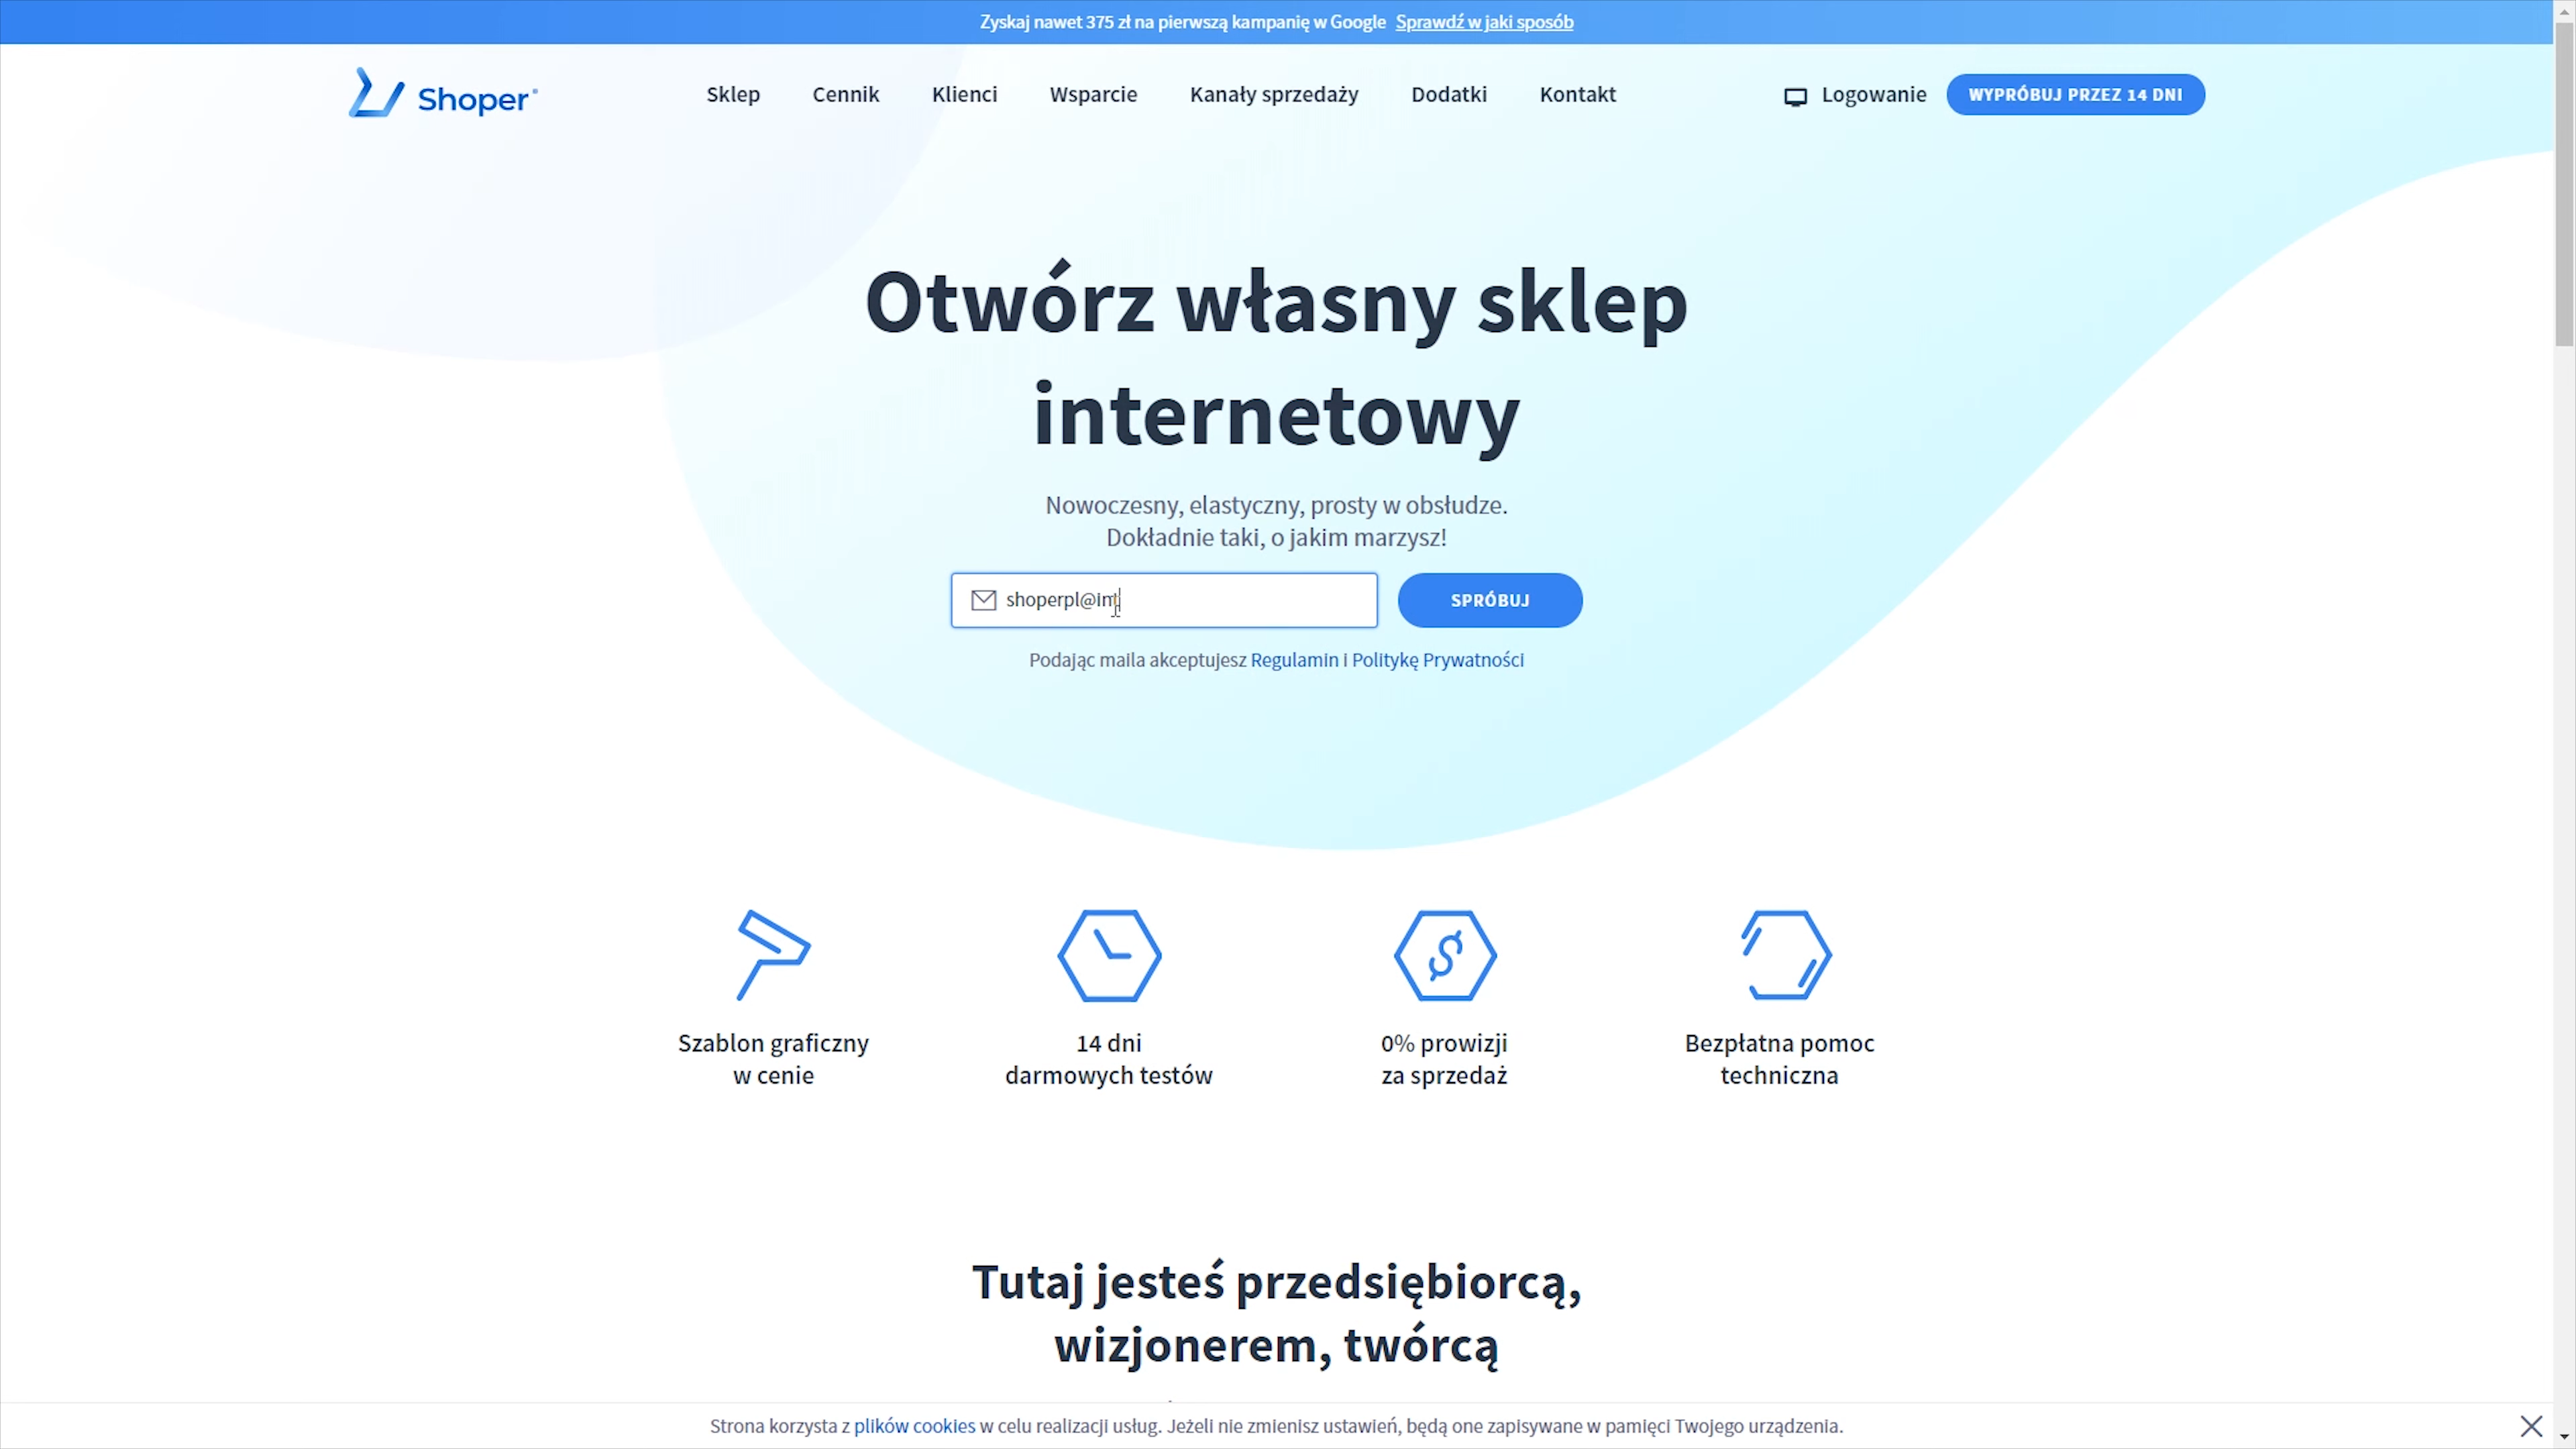 Zyskaj nawet 375 zł na pierwszą kampanię w Google Sprawdź w jaki sposób
Shoper
Sklep Cennik Klienci Wsparcie Kanały sprzedaży Dodatki Kontakt Logowanie WYPRÓBUJ PRZEZ 14 DNI
Otwórz własny sklep
internetowy
Nowoczesny, elastyczny, prosty w obsłudze.
Dokładnie taki, o jakim marzysz!
shoperpl@im
SPRÓBUJ
Podając maila akceptujesz Regulamin i Politykę Prywatności
Szablon graficzny
w cenie
14 dni
darmowych testów
0% prowizji
za sprzedaż
Bezpłatna pomoc
techniczna
Tutaj jesteś przedsiębiorcą,
wizjonerem, twórcą
Strona korzysta z plików cookies w celu realizacji usług. Jeżeli nie zmienisz ustawień, będą one zapisywane w pamięci Twojego urządzenia.